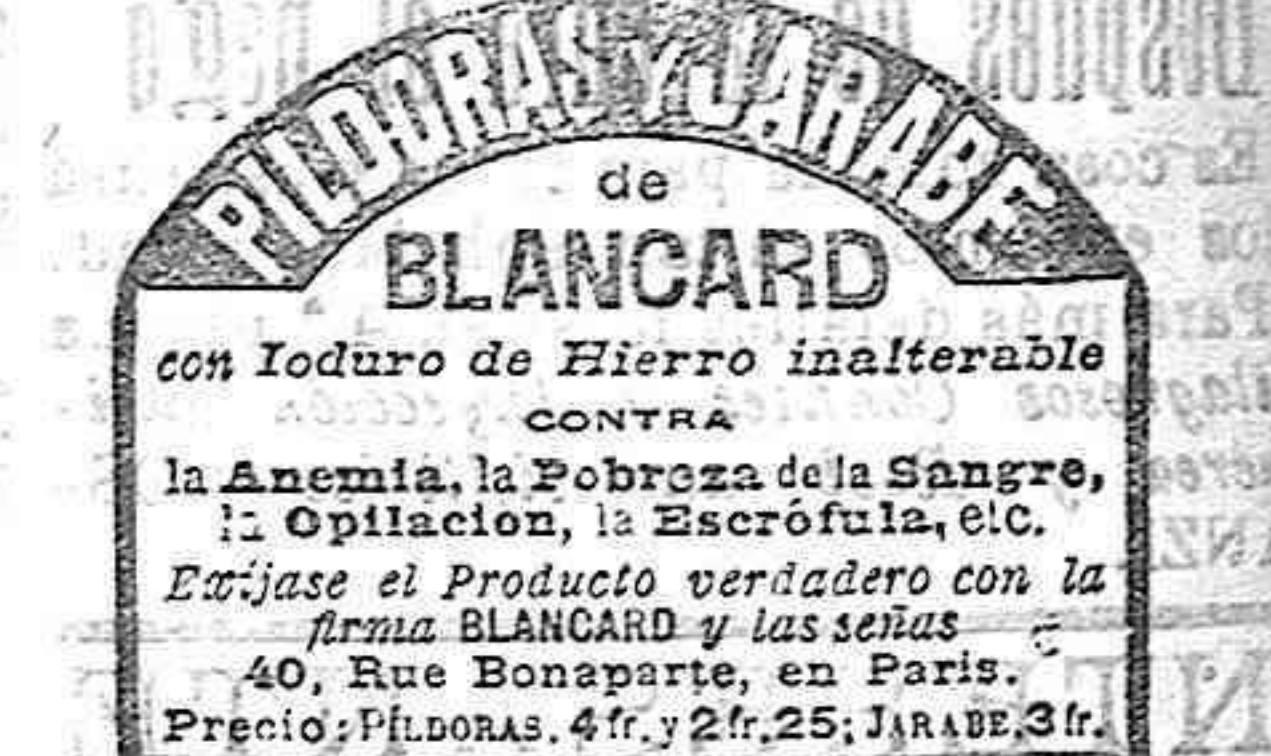 PILDORAS Y JARABE
de
BLANCARD
con Ioduro de Hierro inalterable
CONTRA
la Anemia, la Pobreza de la Sangre,
la Opilacion, la Escrófula, etc.
Exíjase el Producto verdadero con la
firma BLANCARD y las señas
40, Rue Bonaparte, en Paris.
Precio: PÍLDORAS, 4 fr. y 2 fr. 25; JARABE, 3 fr.